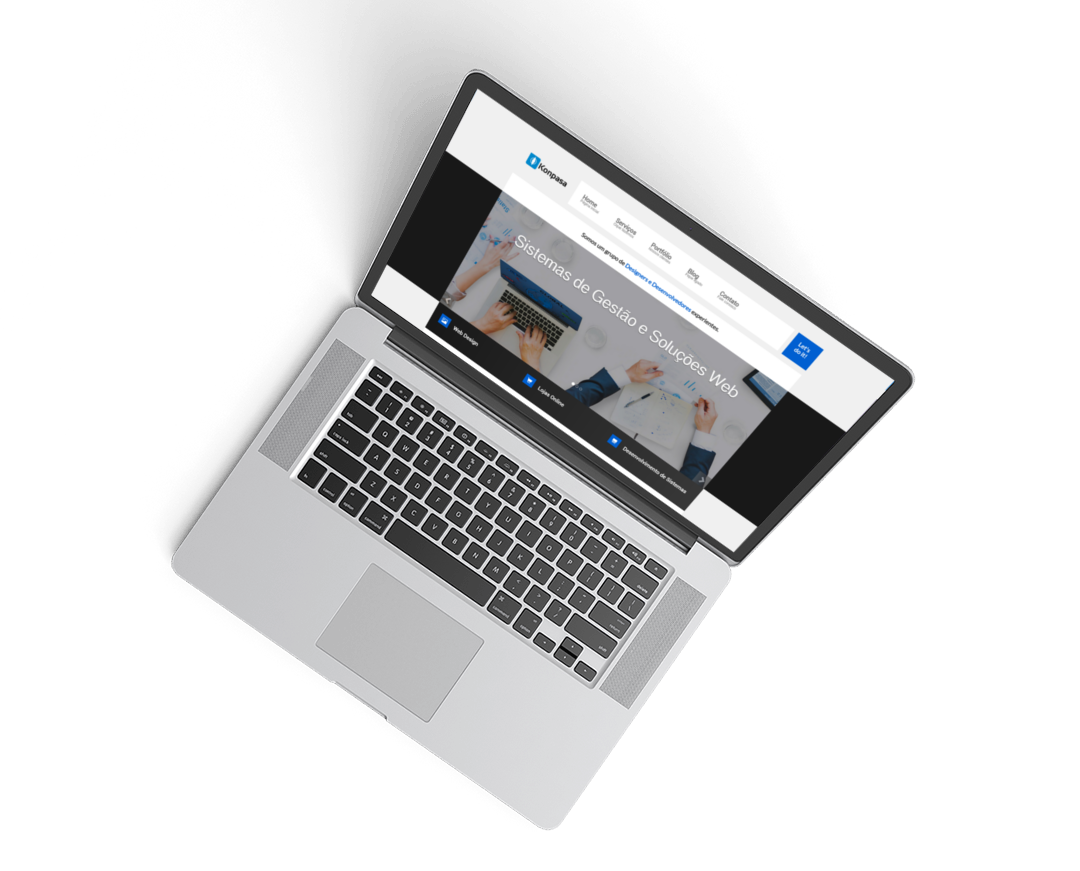 Konpasa
Home
Serviços
Portfólio
Blog
Contato
Somos um grupo de Designers e Desenvolvedores experientes.
Let's
do it!
Sistemas de Gestão e Soluções Web
Web Design
Lojas Online
Desenvolvimento de Sistemas
Q W E R T Y U I O P
A S D F G H J K L
Z X C V B N M